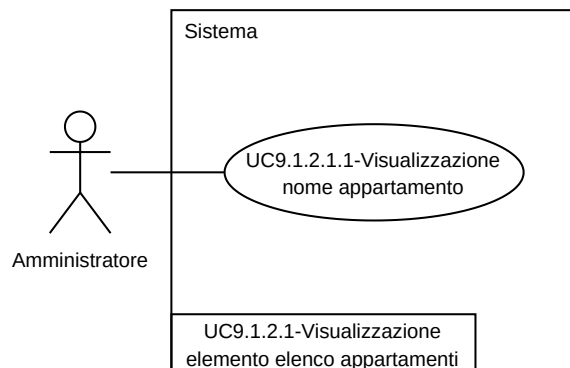 Sistema
UC9.1.2.1.1-Visualizzazione
nome appartamento
Amministratore
UC9.1.2.1-Visualizzazione
elemento elenco appartamenti